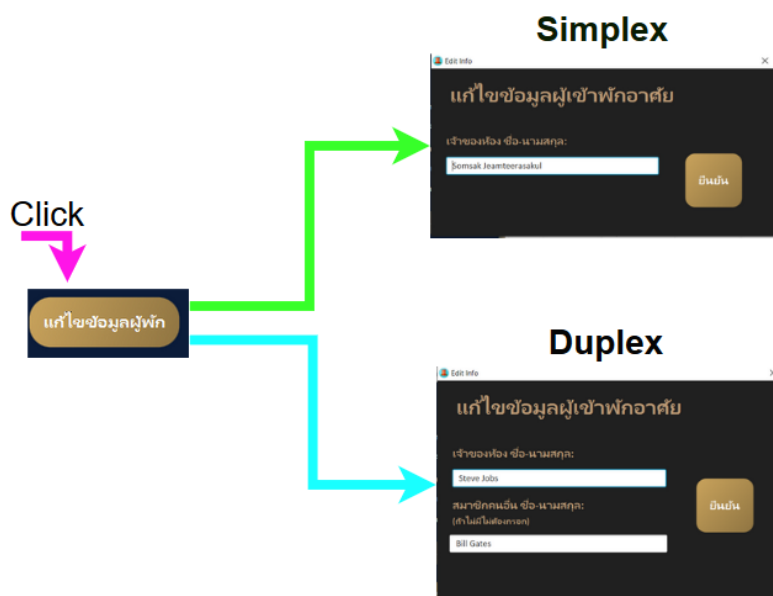 Simplex
Edit Info
แก้ไขข้อมูลผู้เข้าพักอาศัย
เจ้าของห้อง ชื่อ-นามสกุล:
Somsak Jeamteerasakul
ยืนยัน
Click
แก้ไขข้อมูลผู้พัก
Duplex
Edit Info
แก้ไขข้อมูลผู้เข้าพักอาศัย
เจ้าของห้อง ชื่อ-นามสกุล:
Steve Jobs
สมาชิกคนอื่น ชื่อ-นามสกุล:
(ถ้าไม่มีไม่ต้องกรอก)
ยืนยัน
Bill Gates